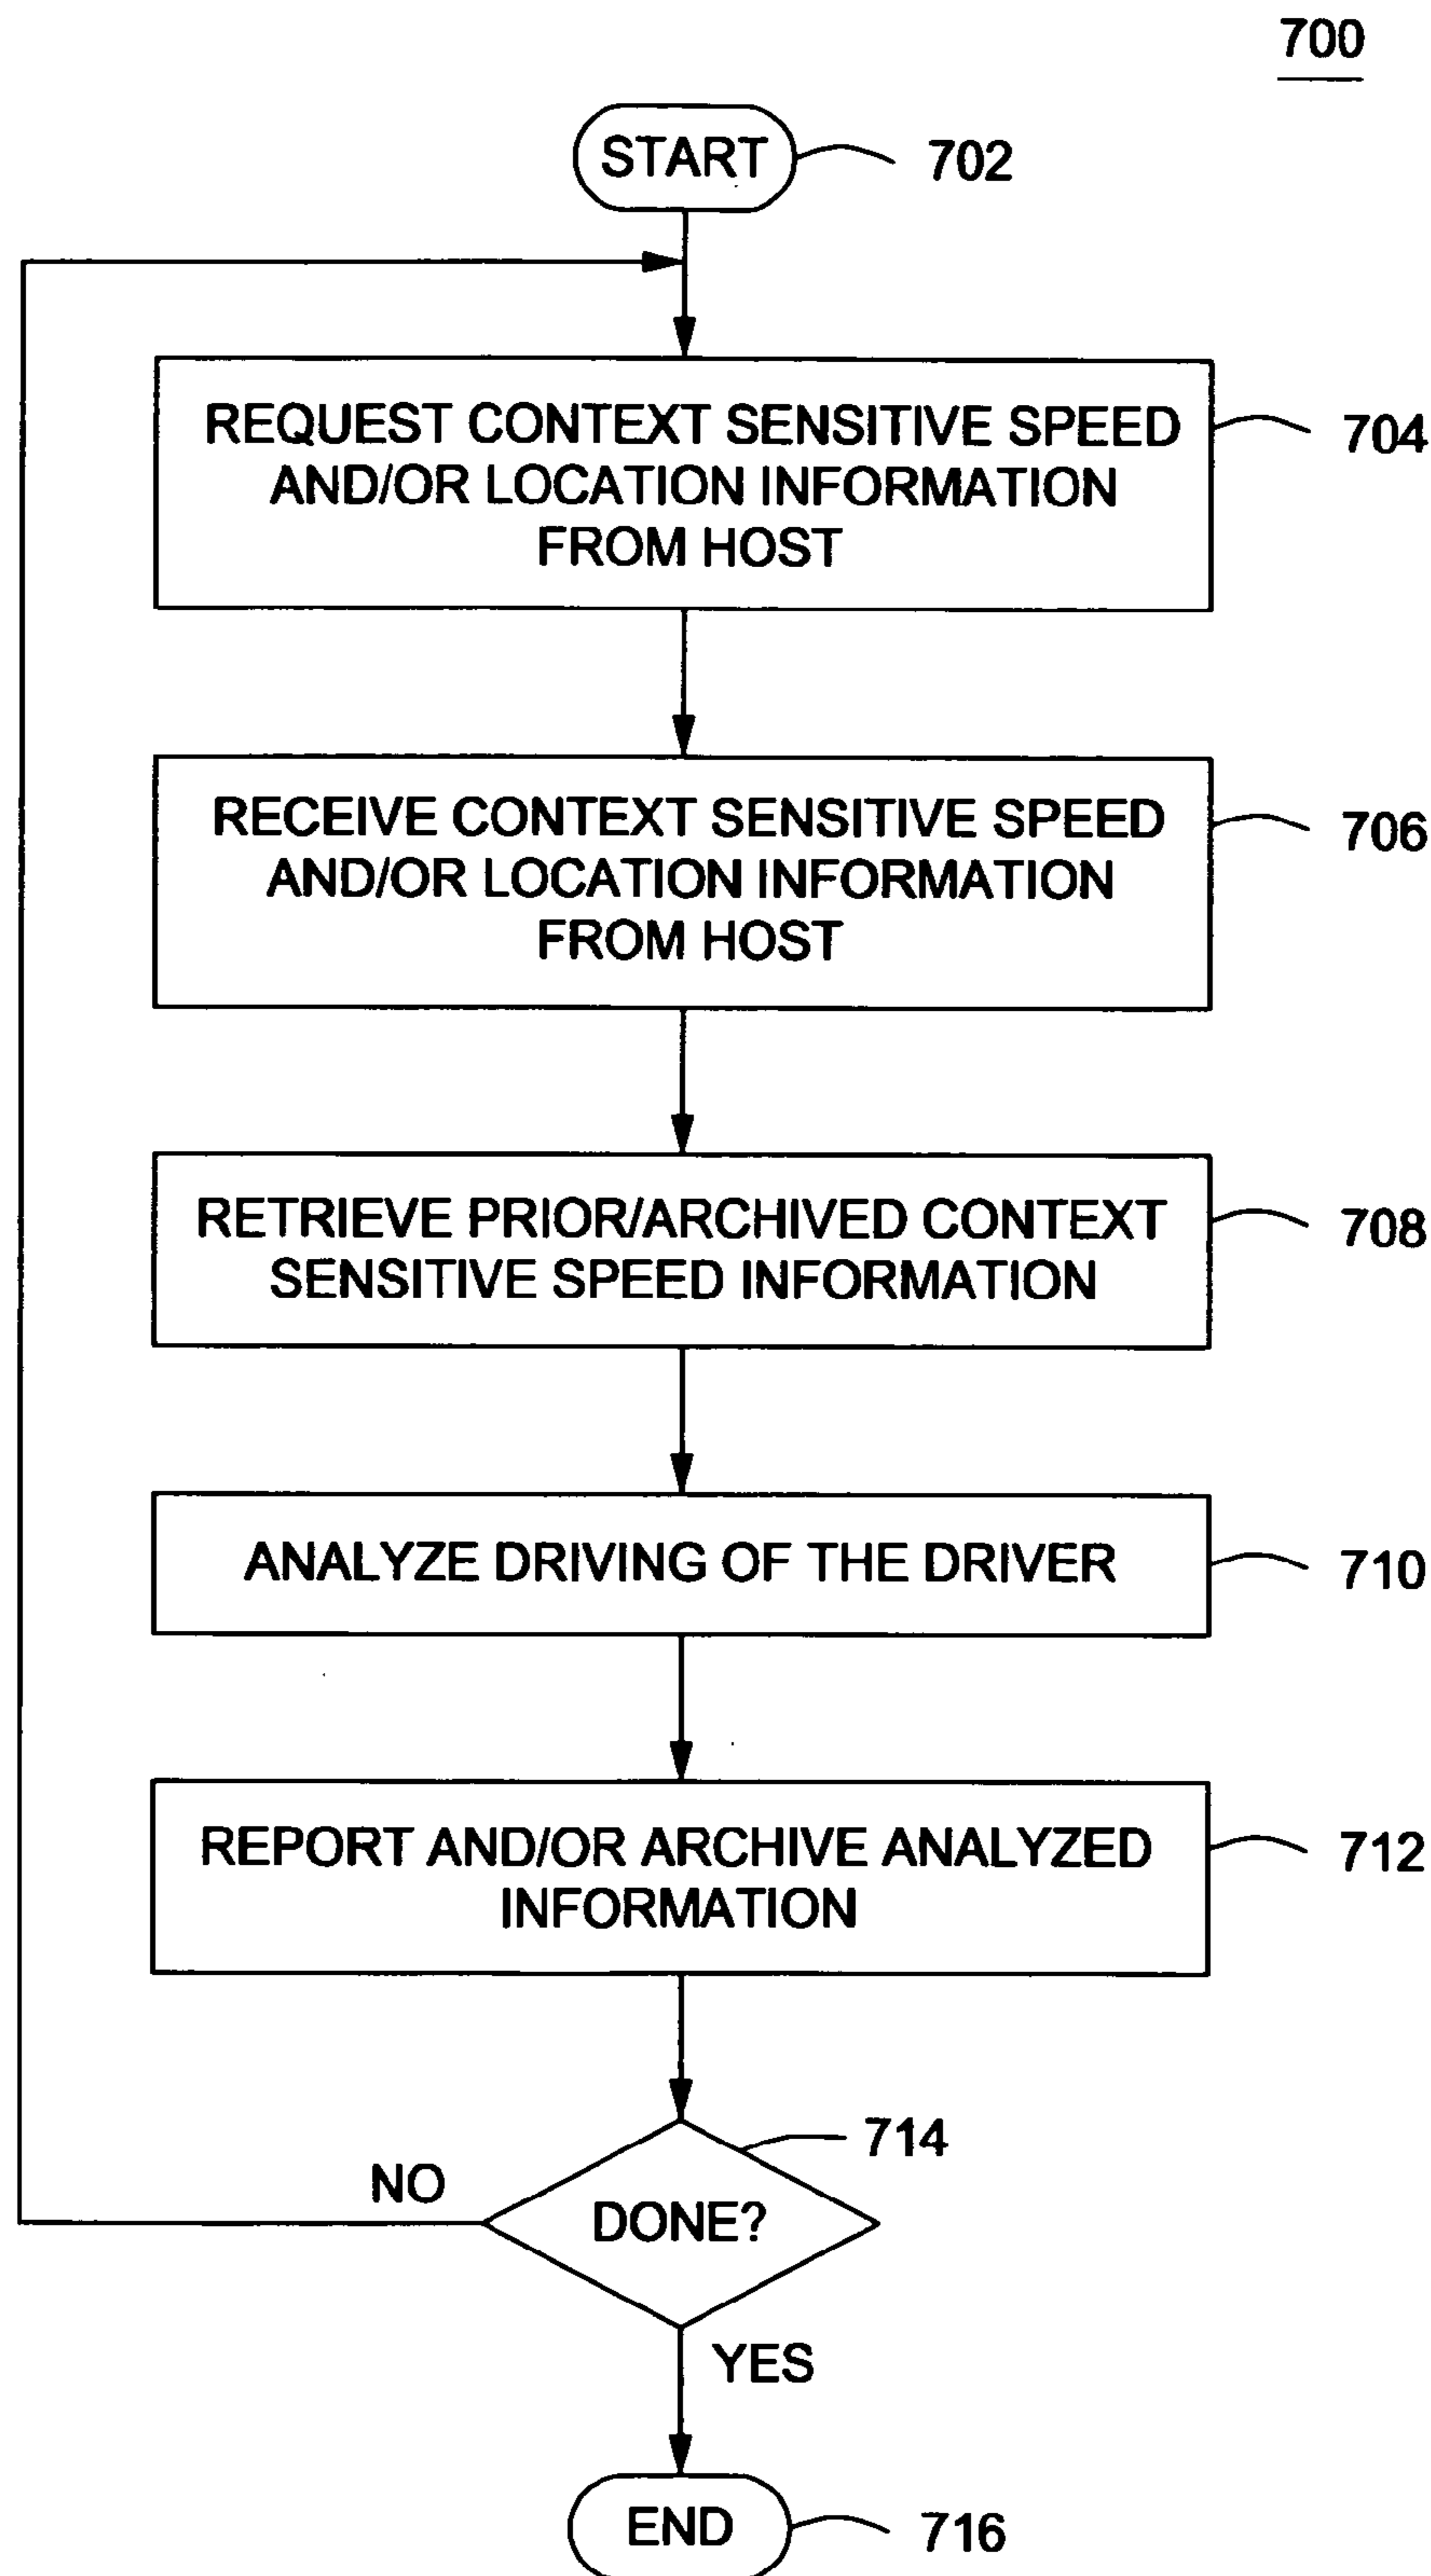 700
START
702
REQUEST CONTEXT SENSITIVE SPEED
AND/OR LOCATION INFORMATION
FROM HOST
704
RECEIVE CONTEXT SENSITIVE SPEED
AND/OR LOCATION INFORMATION
FROM HOST
706
RETRIEVE PRIOR/ARCHIVED CONTEXT
SENSITIVE SPEED INFORMATION
708
ANALYZE DRIVING OF THE DRIVER
710
REPORT AND/OR ARCHIVE ANALYZED
INFORMATION
712
714
NO
DONE?
YES
END
716